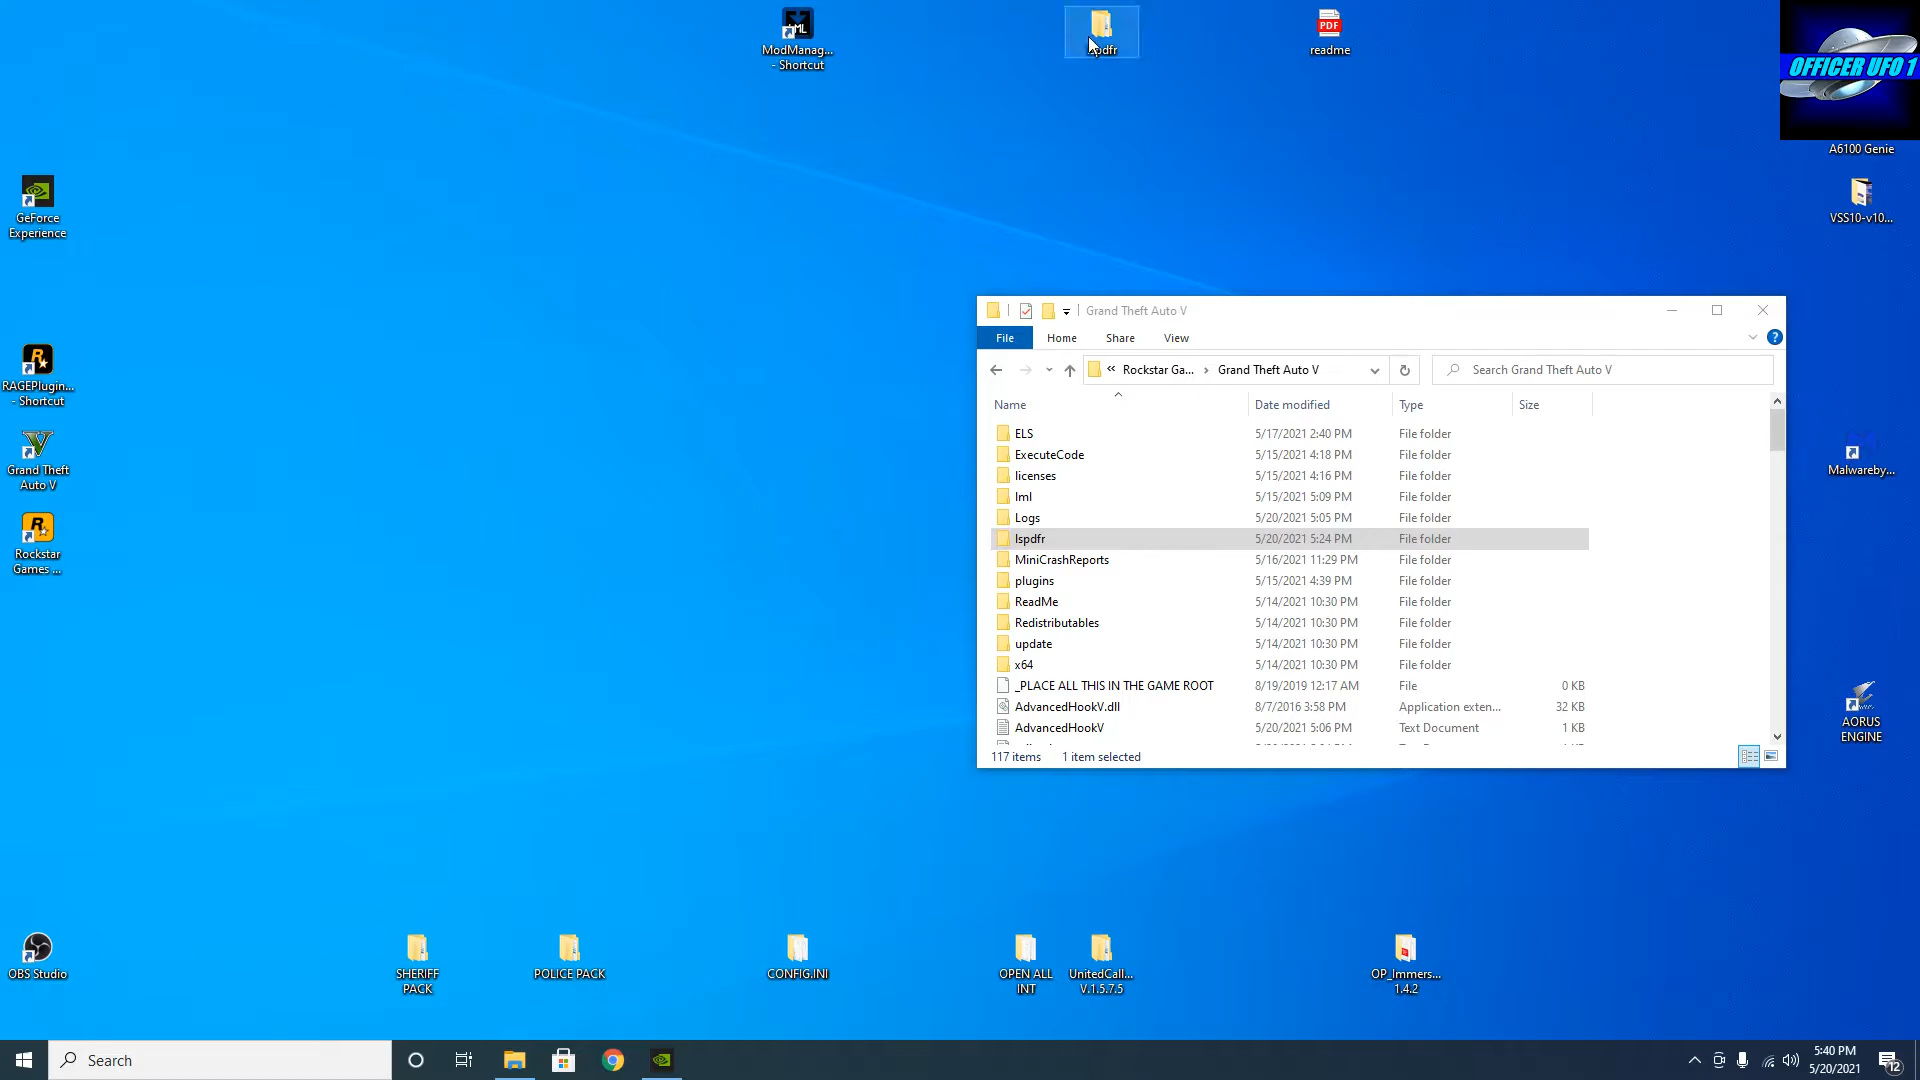 ModManag...
- Shortcut
readme
PDF
OFFICER UFO 1
A6100 Genie
GeForce
Experience
VSS10-v10...
RAGEPlugin...
- Shortcut
Grand Theft
Auto V
Rockstar
Games ...
Malwareby...
AORUS
ENGINE
Grand Theft Auto V
File Home Share View
« Rockstar Ga... › Grand Theft Auto V
Search Grand Theft Auto V
Name Date modified Type Size
ELS 5/17/2021 2:40 PM File folder
ExecuteCode 5/15/2021 4:18 PM File folder
licenses 5/15/2021 4:16 PM File folder
lml 5/15/2021 5:09 PM File folder
Logs 5/20/2021 5:05 PM File folder
lspdfr 5/20/2021 5:24 PM File folder
MiniCrashReports 5/16/2021 11:29 PM File folder
plugins 5/15/2021 4:39 PM File folder
ReadMe 5/14/2021 10:30 PM File folder
Redistributables 5/14/2021 10:30 PM File folder
update 5/14/2021 10:30 PM File folder
x64 5/14/2021 10:30 PM File folder
_PLACE ALL THIS IN THE GAME ROOT 8/19/2019 12:17 AM File 0 KB
AdvancedHookV.dll 8/7/2016 3:58 PM Application exten... 32 KB
AdvancedHookV 5/20/2021 5:06 PM Text Document 1 KB
117 items 1 item selected
OBS Studio
SHERIFF
PACK
POLICE PACK
CONFIG.INI
OPEN ALL
INT
UnitedCall...
V.1.5.7.5
OP_Immers...
1.4.2
Search
5:40 PM
5/20/2021
12